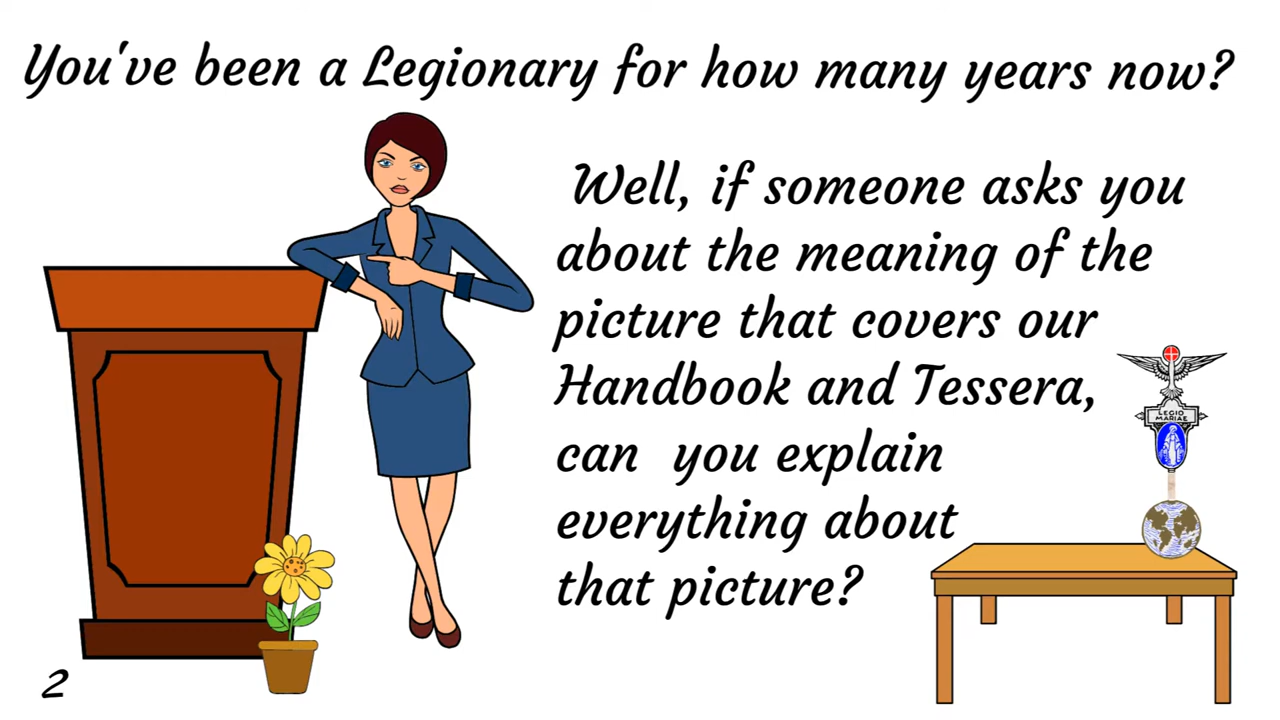 You've been a Legionary for how many years now?
Well, if someone asks you
about the meaning of the
picture that covers our
Handbook and Tessera,
can you explain
everything about
that picture?
LEGIO
MARIAE
2